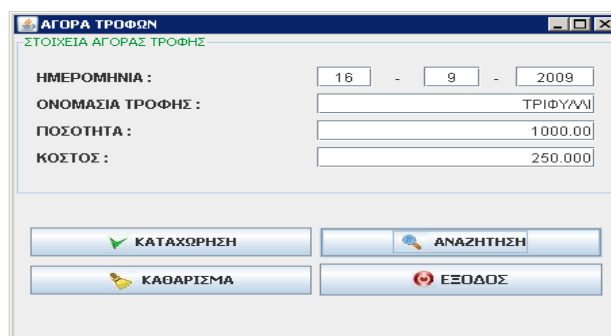 ΑΓΟΡΑ ΤΡΟΦΩΝ
ΣΤΟΙΧΕΙΑ ΑΓΟΡΑΣ ΤΡΟΦΗΣ
ΗΜΕΡΟΜΗΝΙΑ : 16 - 9 - 2009
ΟΝΟΜΑΣΙΑ ΤΡΟΦΗΣ : ΤΡΙΦΥΛΛΙ
ΠΟΣΟΤΗΤΑ : 1000.00
ΚΟΣΤΟΣ : 250.000
ΚΑΤΑΧΩΡΗΣΗ ΑΝΑΖΗΤΗΣΗ
ΚΑΘΑΡΙΣΜΑ ΕΞΟΔΟΣ